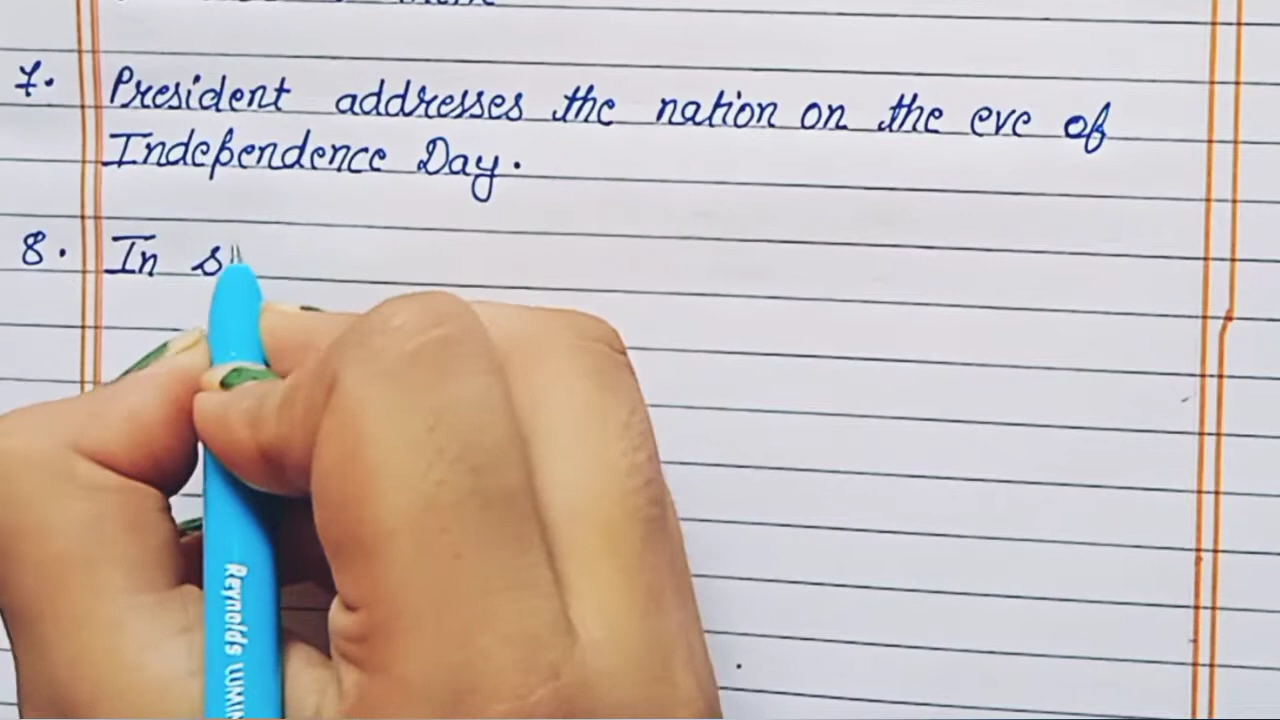 7. President addresses the nation on the eve of
Independence Day.
8. In s
Reynolds